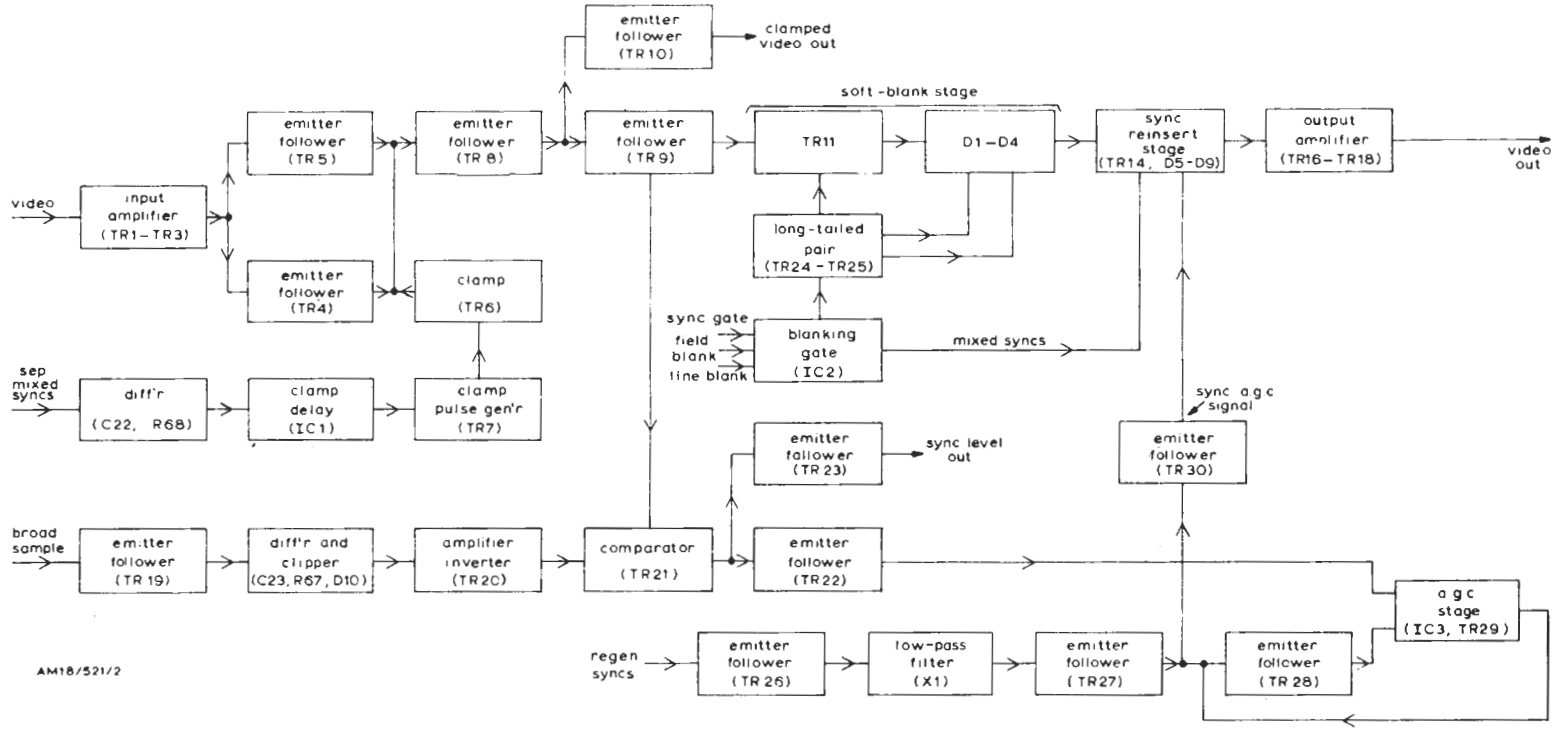 emitter
follower
(TR10)
clamped
video out
soft-blank stage
emitter
follower
(TR5)
emitter
follower
(TR8)
emitter
follower
(TR9)
TR11
D1-D4
sync
reinsert
stage
(TR14, D5-D9)
output
amplifier
(TR16-TR18)
video
out
video
input
amplifier
(TR1-TR3)
emitter
follower
(TR4)
clamp
(TR6)
long-tailed
pair
(TR24-TR25)
sync gate
field
blank
line blank
blanking
gate
(IC2)
mixed syncs
sep
mixed
syncs
diff'r
(C22, R68)
clamp
delay
(IC1)
clamp
pulse gen'r
(TR7)
sync a.g.c
signal
emitter
follower
(TR23)
sync level
out
emitter
follower
(TR30)
broad
sample
emitter
follower
(TR19)
diff'r and
clipper
(C23,R67,D10)
amplifier
inverter
(TR20)
comparator
(TR21)
emitter
follower
(TR22)
a g c
stage
(IC3, TR29)
regen
syncs
emitter
follower
(TR26)
low-pass
filter
(X1)
emitter
follower
(TR27)
emitter
follower
(TR28)
AM18/521/2